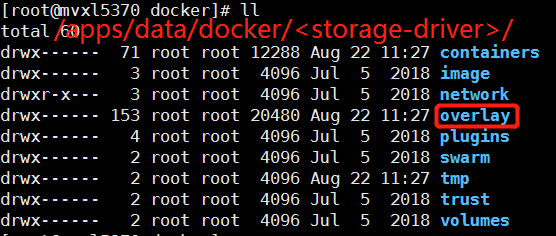 [root@mvxl5370 docker]# ll
total 60
/apps/data/docker/<storage-driver>/
drwx------ 71 root root 12288 Aug 22 11:27 containers
drwx------ 3 root root 4096 Jul 5 2018 image
drwxr-x--- 3 root root 4096 Jul 5 2018 network
drwx------ 153 root root 20480 Aug 22 11:27 overlay
drwx------ 4 root root 4096 Jul 5 2018 plugins
drwx------ 2 root root 4096 Jul 5 2018 swarm
drwx------ 2 root root 4096 Aug 22 11:27 tmp
drwx------ 2 root root 4096 Jul 5 2018 trust
drwx------ 2 root root 4096 Jul 5 2018 volumes